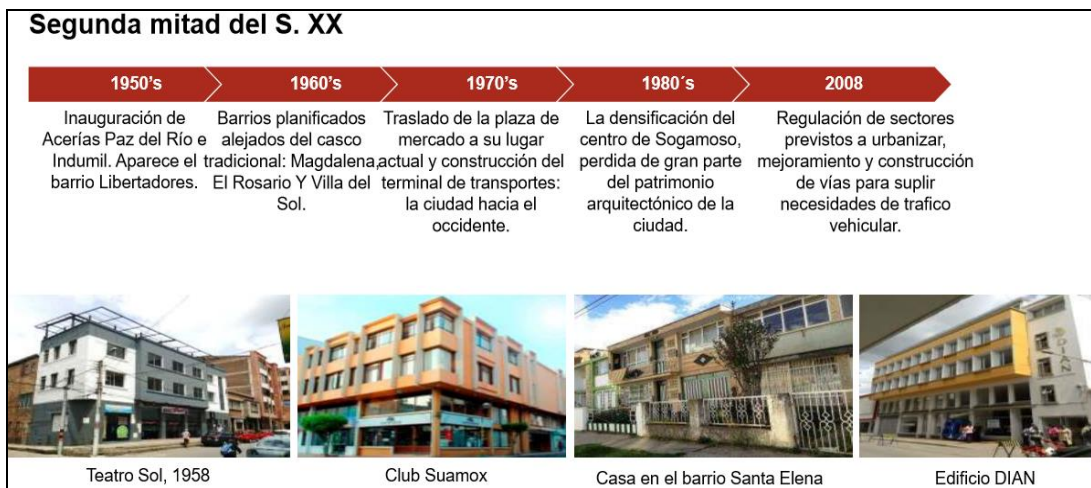 Segunda mitad del S. XX
1950’s
1960’s
1970’s
1980´s
2008
Inauguración de
Acerías Paz del Río e
Indumil. Aparece el
barrio Libertadores.
Barrios planificados
alejados del casco
tradicional: Magdalena,
El Rosario Y Villa del
Sol.
Traslado de la plaza de
mercado a su lugar
actual y construcción del
terminal de transportes:
la ciudad hacia el
occidente.
La densificación del
centro de Sogamoso,
perdida de gran parte
del patrimonio
arquitectónico de la
ciudad.
Regulación de sectores
previstos a urbanizar,
mejoramiento y construcción
de vías para suplir
necesidades de trafico
vehicular.
DIAN
Teatro Sol, 1958
Club Suamox
Casa en el barrio Santa Elena
Edificio DIAN